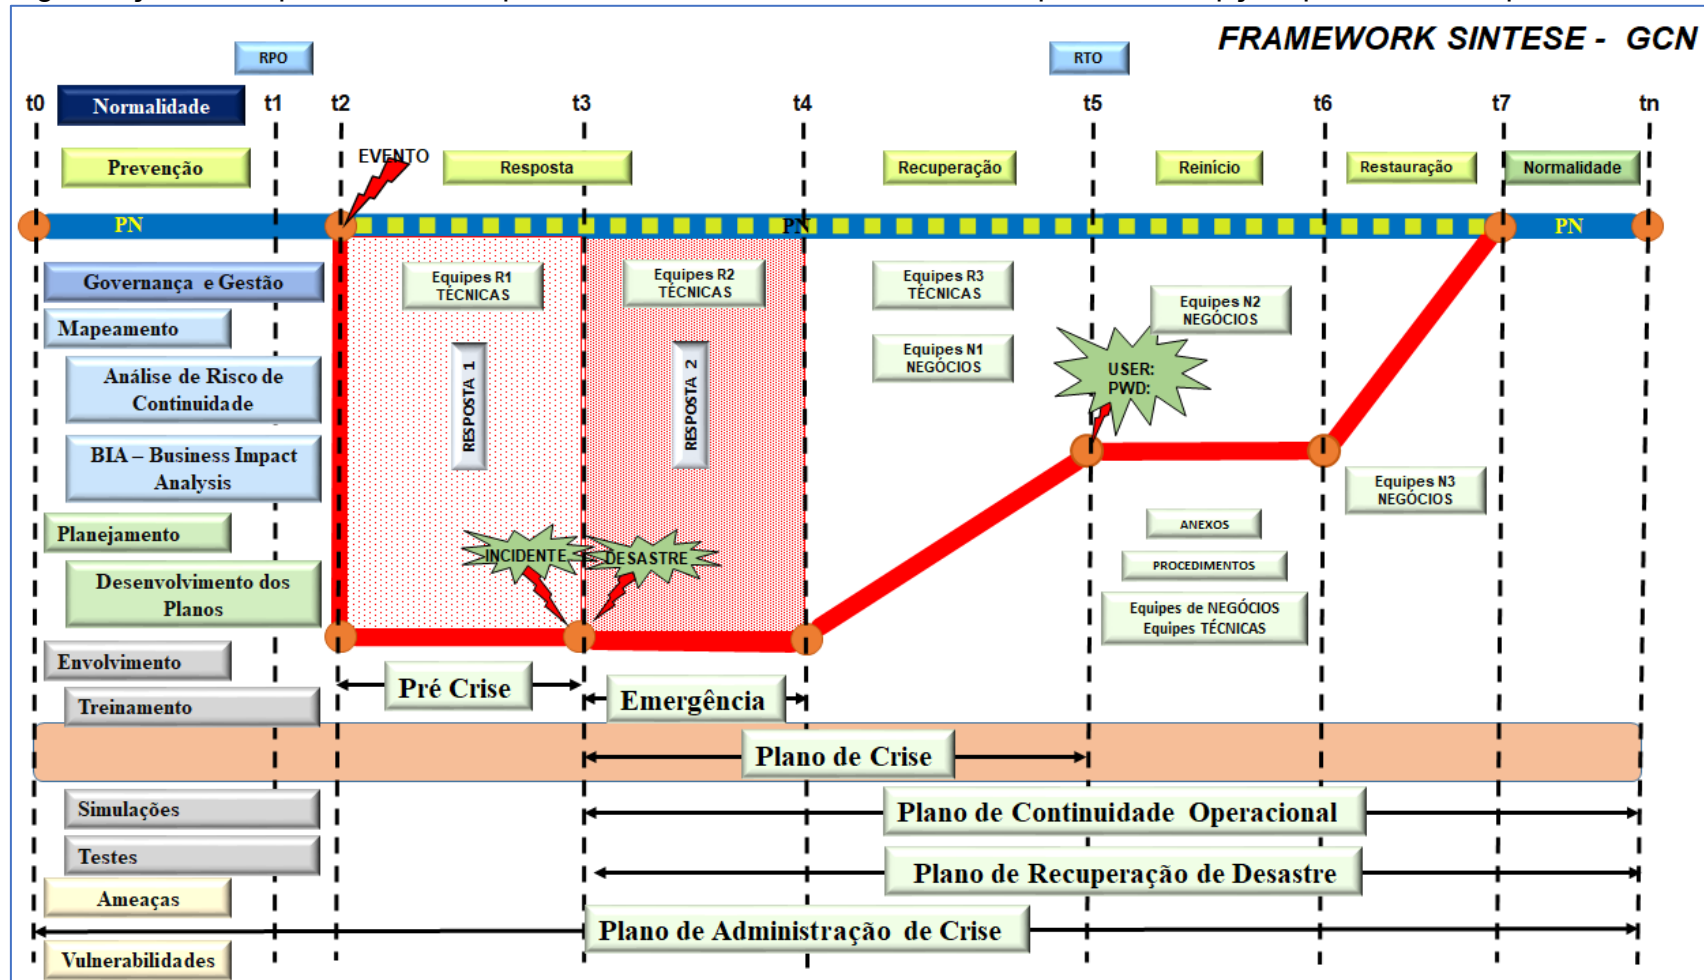 FRAMEWORK SINTESE - GCN
RPO
RTO
t0
Normalidade
t1
t2
t3
t4
t5
t6
t7
tn
EVENTO
Prevenção
Resposta
Recuperação
Reinício
Restauração
Normalidade
PN
PN
PN
Governança e Gestão
Mapeamento
Análise de Risco de
Continuidade
BIA – Business Impact
Analysis
Planejamento
Desenvolvimento dos
Planos
Envolvimento
Treinamento
Simulações
Testes
Ameaças
Vulnerabilidades
Equipes R1
TÉCNICAS
RESPOSTA 1
Equipes R2
TÉCNICAS
RESPOSTA 2
INCIDENTE
DESASTRE
Equipes R3
TÉCNICAS
Equipes N1
NEGÓCIOS
Equipes N2
NEGÓCIOS
USER:
PWD:
Equipes N3
NEGÓCIOS
ANEXOS
PROCEDIMENTOS
Equipes de NEGÓCIOS
Equipes TÉCNICAS
Pré Crise
Emergência
Plano de Crise
Plano de Continuidade Operacional
Plano de Recuperação de Desastre
Plano de Administração de Crise